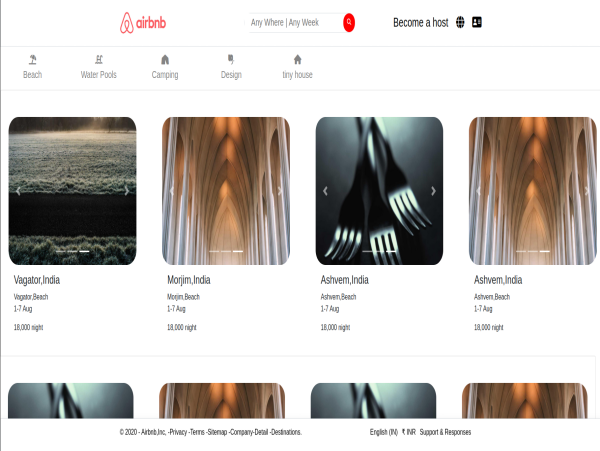 airbnb
Any Where | Any Week
Become a host
Beach
Water Pools
Camping
Design
tiny house
Vagator,India
Vagator,Beach
1-7 Aug
18,000 night
Morjim,India
Morjim,Beach
1-7 Aug
18,000 night
Ashvem,India
Ashvem,Beach
1-7 Aug
18,000 night
Ashvem,India
Ashvem,Beach
1-7 Aug
18,000 night
© 2020 - Airbnb,Inc, -Privacy -Terms -Sitemap -Company-Detail -Destinations.
English (IN) ₹ INR Support & Responses